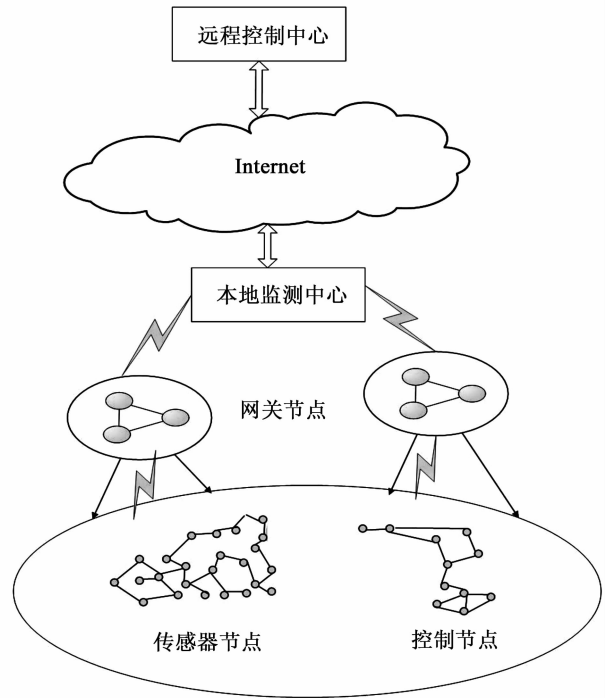 远程控制中心
Internet
本地监测中心
网关节点
传感器节点
控制节点